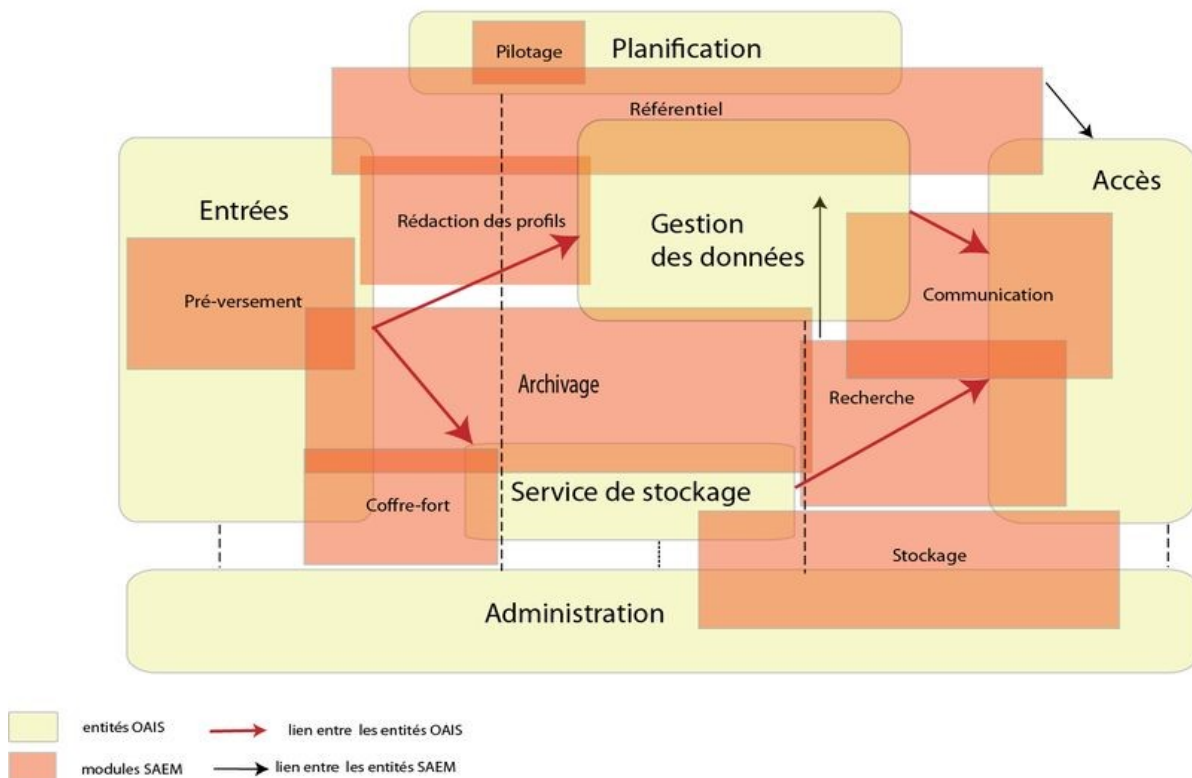 Pilotage
Planification
Référentiel
Entrées
Accès
Rédaction des profils
Gestion
des données
Pré-versement
Communication
Archivage
Recherche
Service de stockage
Coffre-fort
Stockage
Administration
entités OAIS
lien entre les entités OAIS
modules SAEM
lien entre les entités SAEM